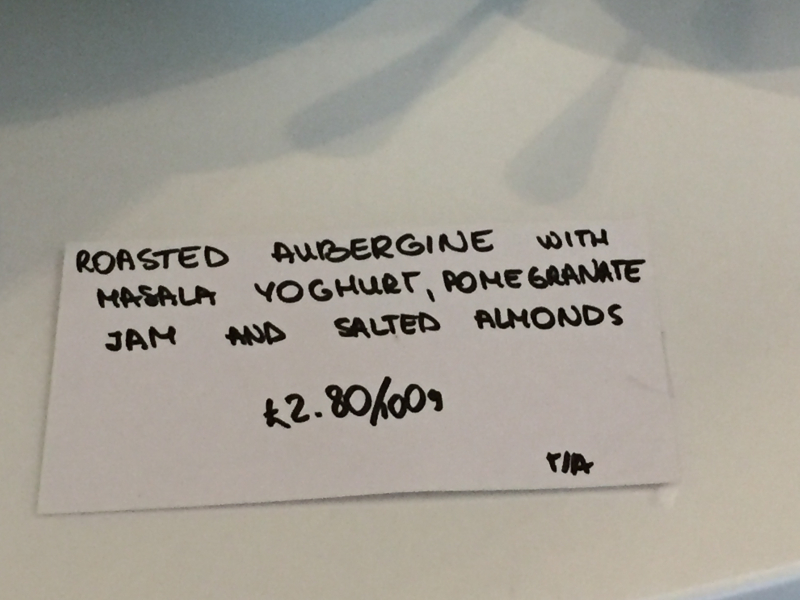 ROASTED AUBERGINE WITH
MASALA YOGHURT, POMEGRANATE
JAM AND SALTED ALMONDS
£2.80/100g
T/A